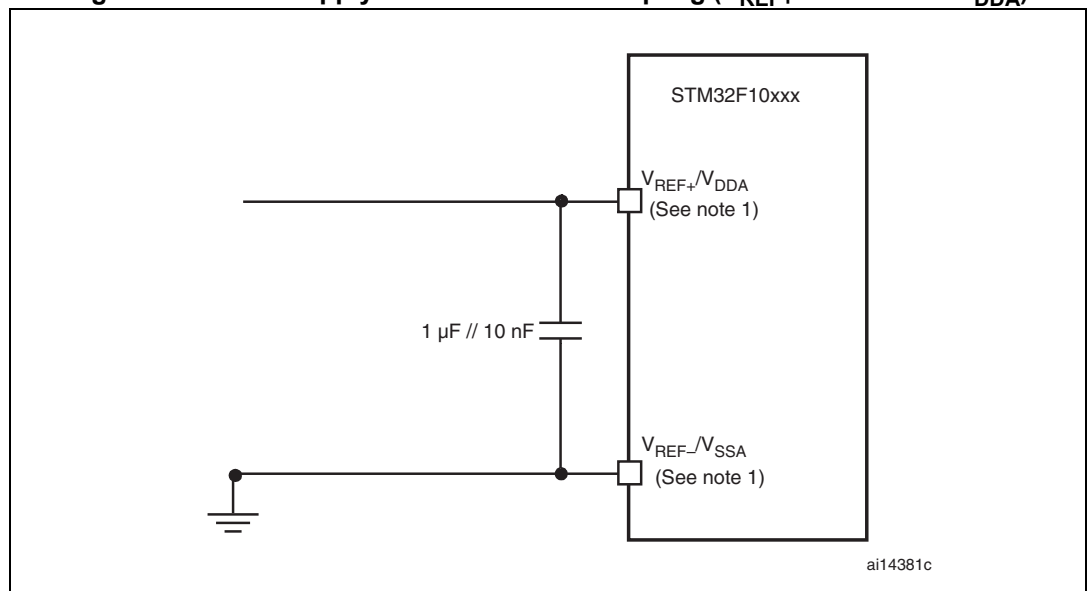 STM32F10xxx
VREF+/VDDA
(See note 1)
1 µF // 10 nF
VREF–/VSSA
(See note 1)
ai14381c